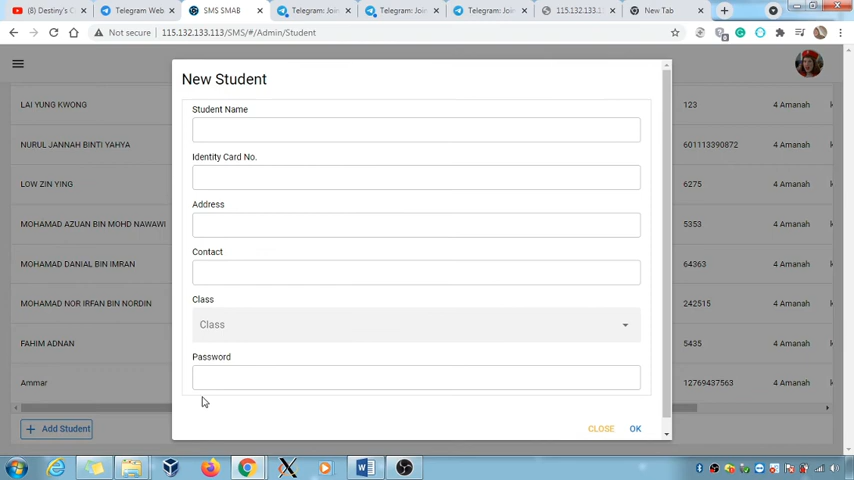 (8) Destiny's C
Telegram Web
SMS SMAB
Telegram: Join
Telegram: Join
Telegram: Join
115.132.133.11
New Tab
Not secure
115.132.133.113/SMS/#/Admin/Student
New Student
Student Name
Identity Card No.
Address
Contact
Class
Class
Password
CLOSE OK
LAI YUNG KWONG 123 4 Amanah
NURUL JANNAH BINTI YAHYA 601113390872 4 Amanah
LOW ZIN YING 6275 4 Amanah
MOHAMAD AZUAN BIN MOHD NAWAWI 5353 4 Amanah
MOHAMAD DANIAL BIN IMRAN 64363 4 Amanah
MOHAMAD NOR IRFAN BIN NORDIN 242515 4 Amanah
FAHIM ADNAN 5435 4 Amanah
Ammar 12769437563 4 Amanah
Add Student